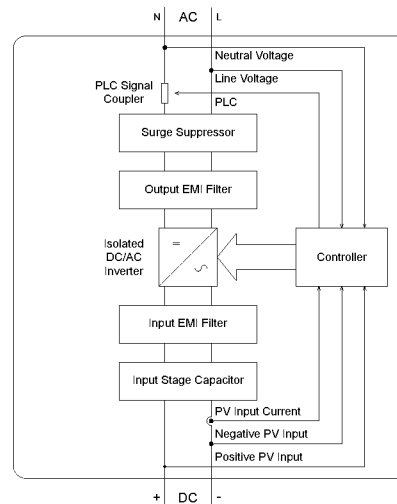 N AC L
Neutral Voltage
Line Voltage
PLC Signal
Coupler
PLC
Surge Suppressor
Output EMI Filter
Isolated
DC/AC
Inverter
Controller
Input EMI Filter
Input Stage Capacitor
PV Input Current
Negative PV Input
Positive PV Input
+ DC -